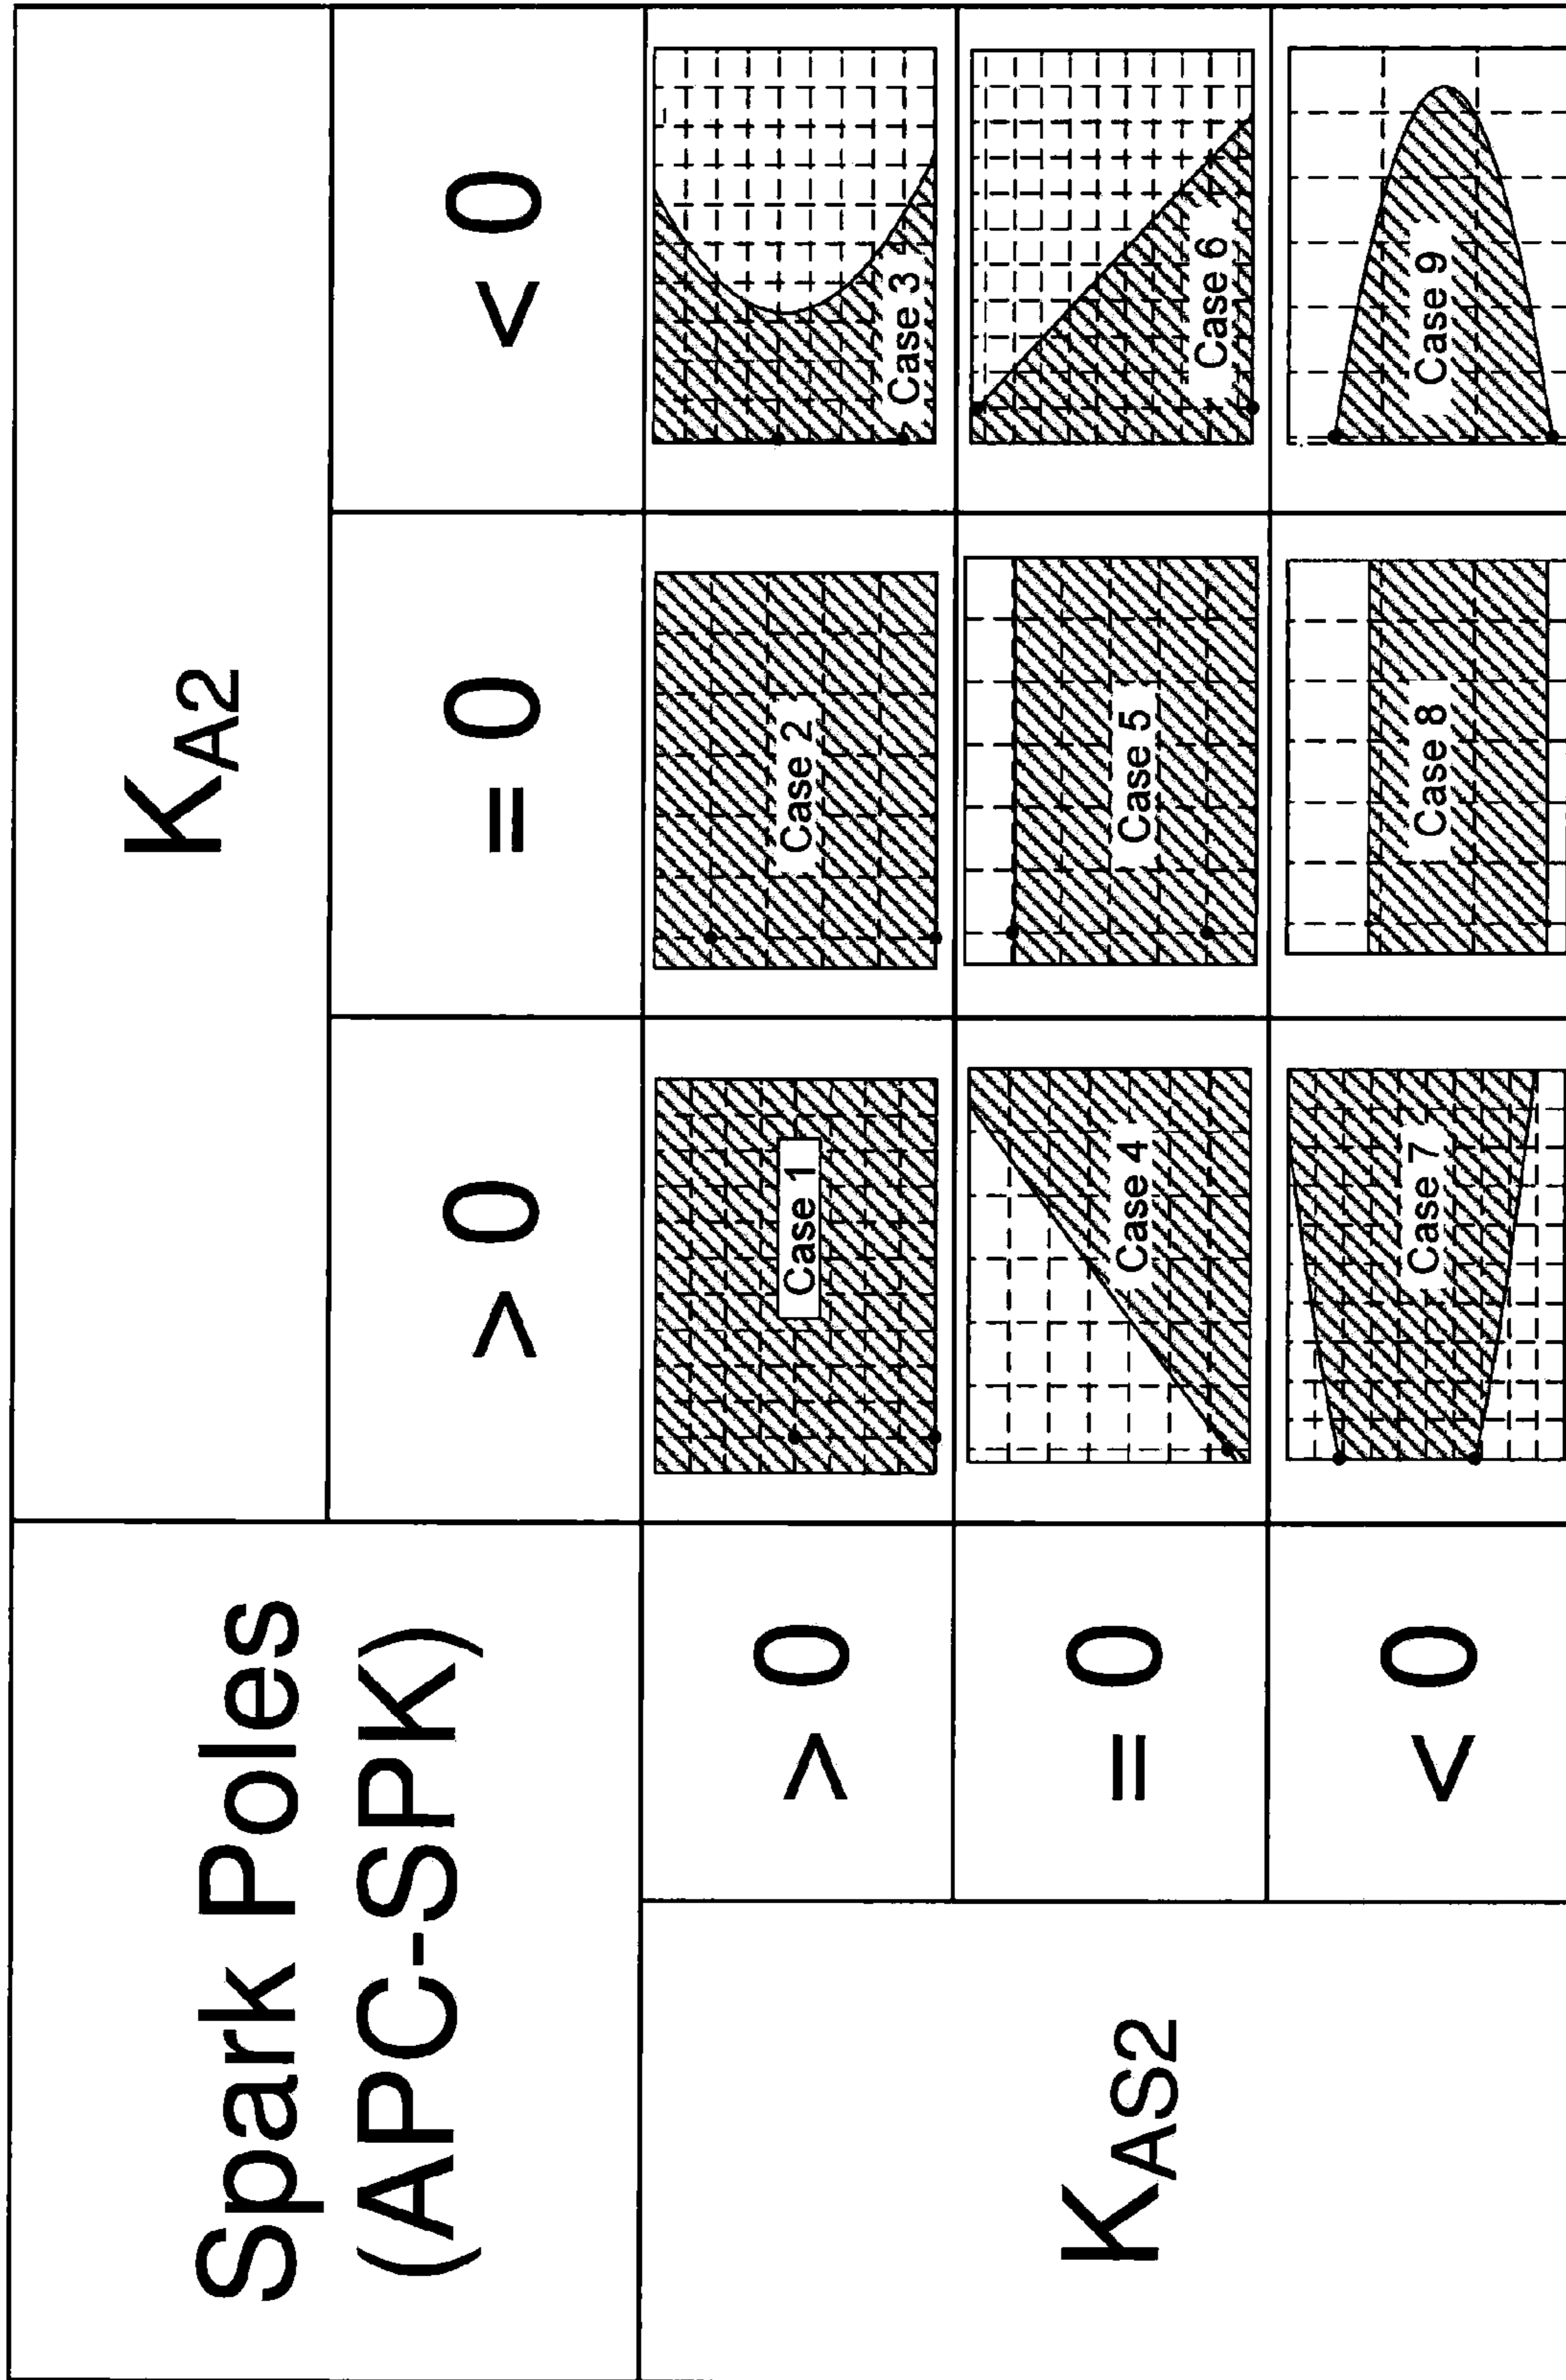 Spark Poles
(APC-SPK)
KA2
> 0
= 0
< 0
KAS2
> 0
Case 1
Case 2
Case 3
= 0
Case 4
Case 5
Case 6
< 0
Case 7
Case 8
Case 9